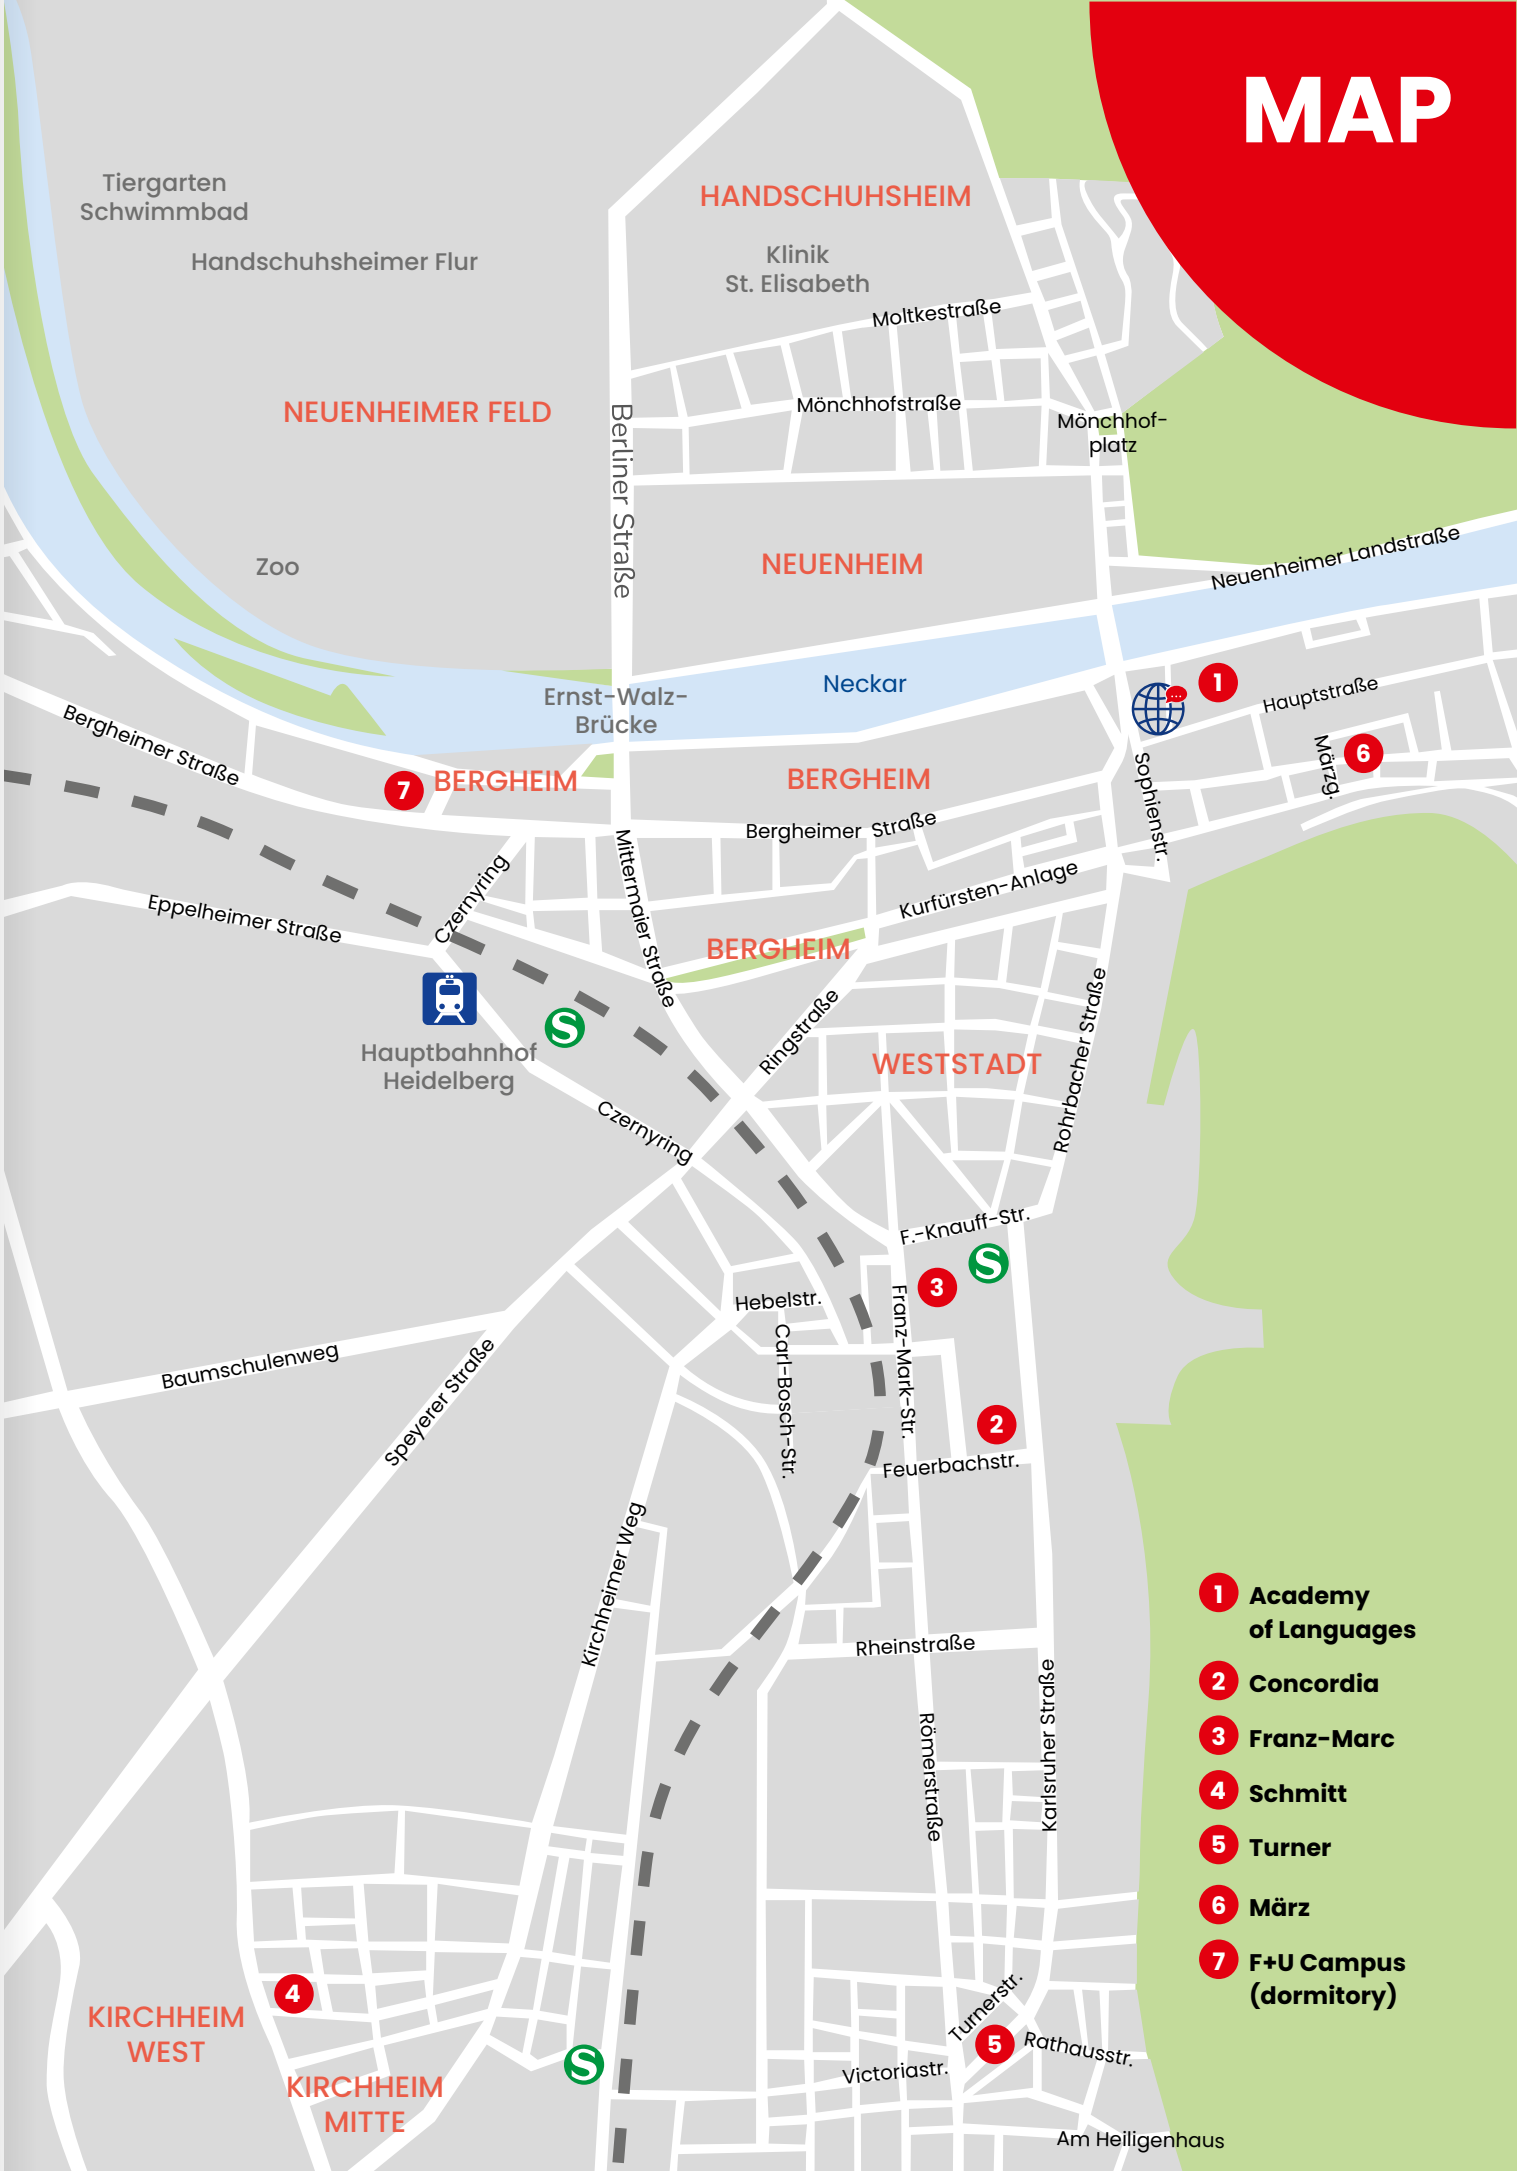 MAP
Tiergarten
Schwimmbad
HANDSCHUHSHEIM
Handschuhsheimer Flur
Klinik
St. Elisabeth
Moltkestraße
NEUENHEIMER FELD
Berliner Straße
Mönchhofstraße
Mönchhof-
platz
Zoo
NEUENHEIM
Neuenheimer Landstraße
Ernst-Walz-
Brücke
Neckar
1
Hauptstraße
Bergheimer Straße
7
BERGHEIM
BERGHEIM
Sophienstr.
Märzg.
6
Bergheimer Straße
Mittermaier Straße
Czernyring
Kurfürsten-Anlage
Eppelheimer Straße
BERGHEIM
S
Hauptbahnhof
Heidelberg
Ringstraße
WESTSTADT
Rohrbacher Straße
Czernyring
F.-Knauff-Str.
S
3
Hebelstr.
Franz-Mark-Str.
Carl-Bosch-Str.
Baumschulenweg
Speyerer Straße
2
Feuerbachstr.
Kirchheimer Weg
Rheinstraße
Römerstraße
Karlsruher Straße
1 Academy
of Languages
2 Concordia
3 Franz-Marc
4 Schmitt
5 Turner
6 März
7 F+U Campus
(dormitory)
4
KIRCHHEIM
WEST
S
KIRCHHEIM
MITTE
Turnerstr.
5
Rathausstr.
Victoriastr.
Am Heiligenhaus